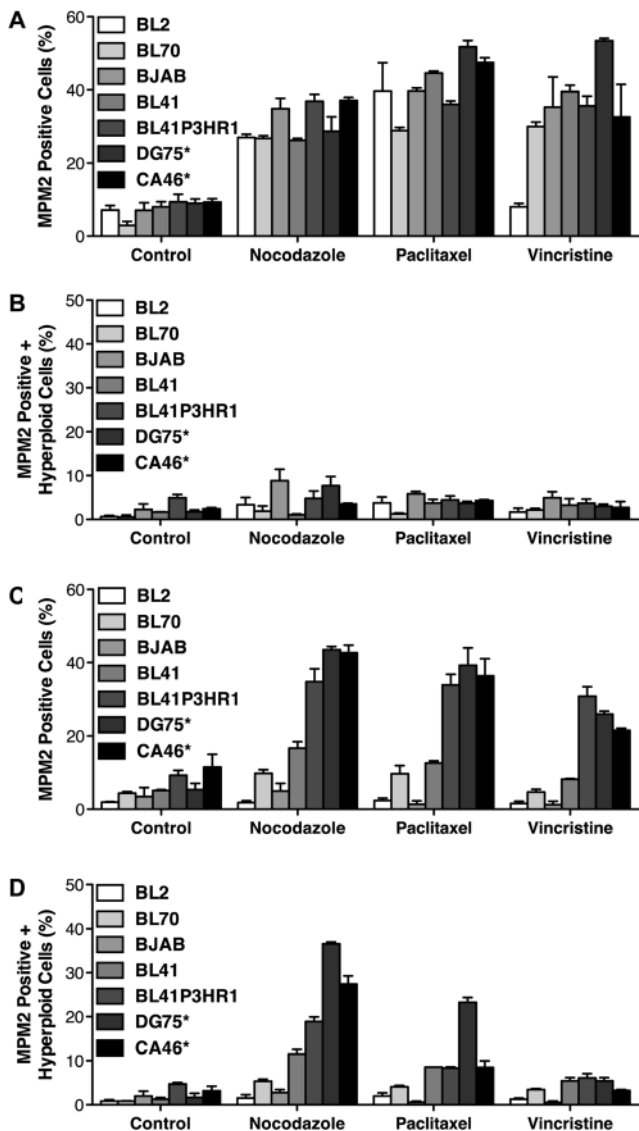 A
MPM2 Positive Cells (%)
60
40
20
0
BL2
BL70
BJAB
BL41
BL41P3HR1
DG75*
CA46*
Control Nocodazole Paclitaxel Vincristine
B
MPM2 Positive +
Hyperploid Cells (%)
50
40
30
20
10
0
BL2
BL70
BJAB
BL41
BL41P3HR1
DG75*
CA46*
Control Nocodazole Paclitaxel Vincristine
C
MPM2 Positive Cells (%)
60
40
20
0
BL2
BL70
BJAB
BL41
BL41P3HR1
DG75*
CA46*
Control Nocodazole Paclitaxel Vincristine
D
MPM2 Positive +
Hyperploid Cells (%)
50
40
30
20
10
0
BL2
BL70
BJAB
BL41
BL41P3HR1
DG75*
CA46*
Control Nocodazole Paclitaxel Vincristine